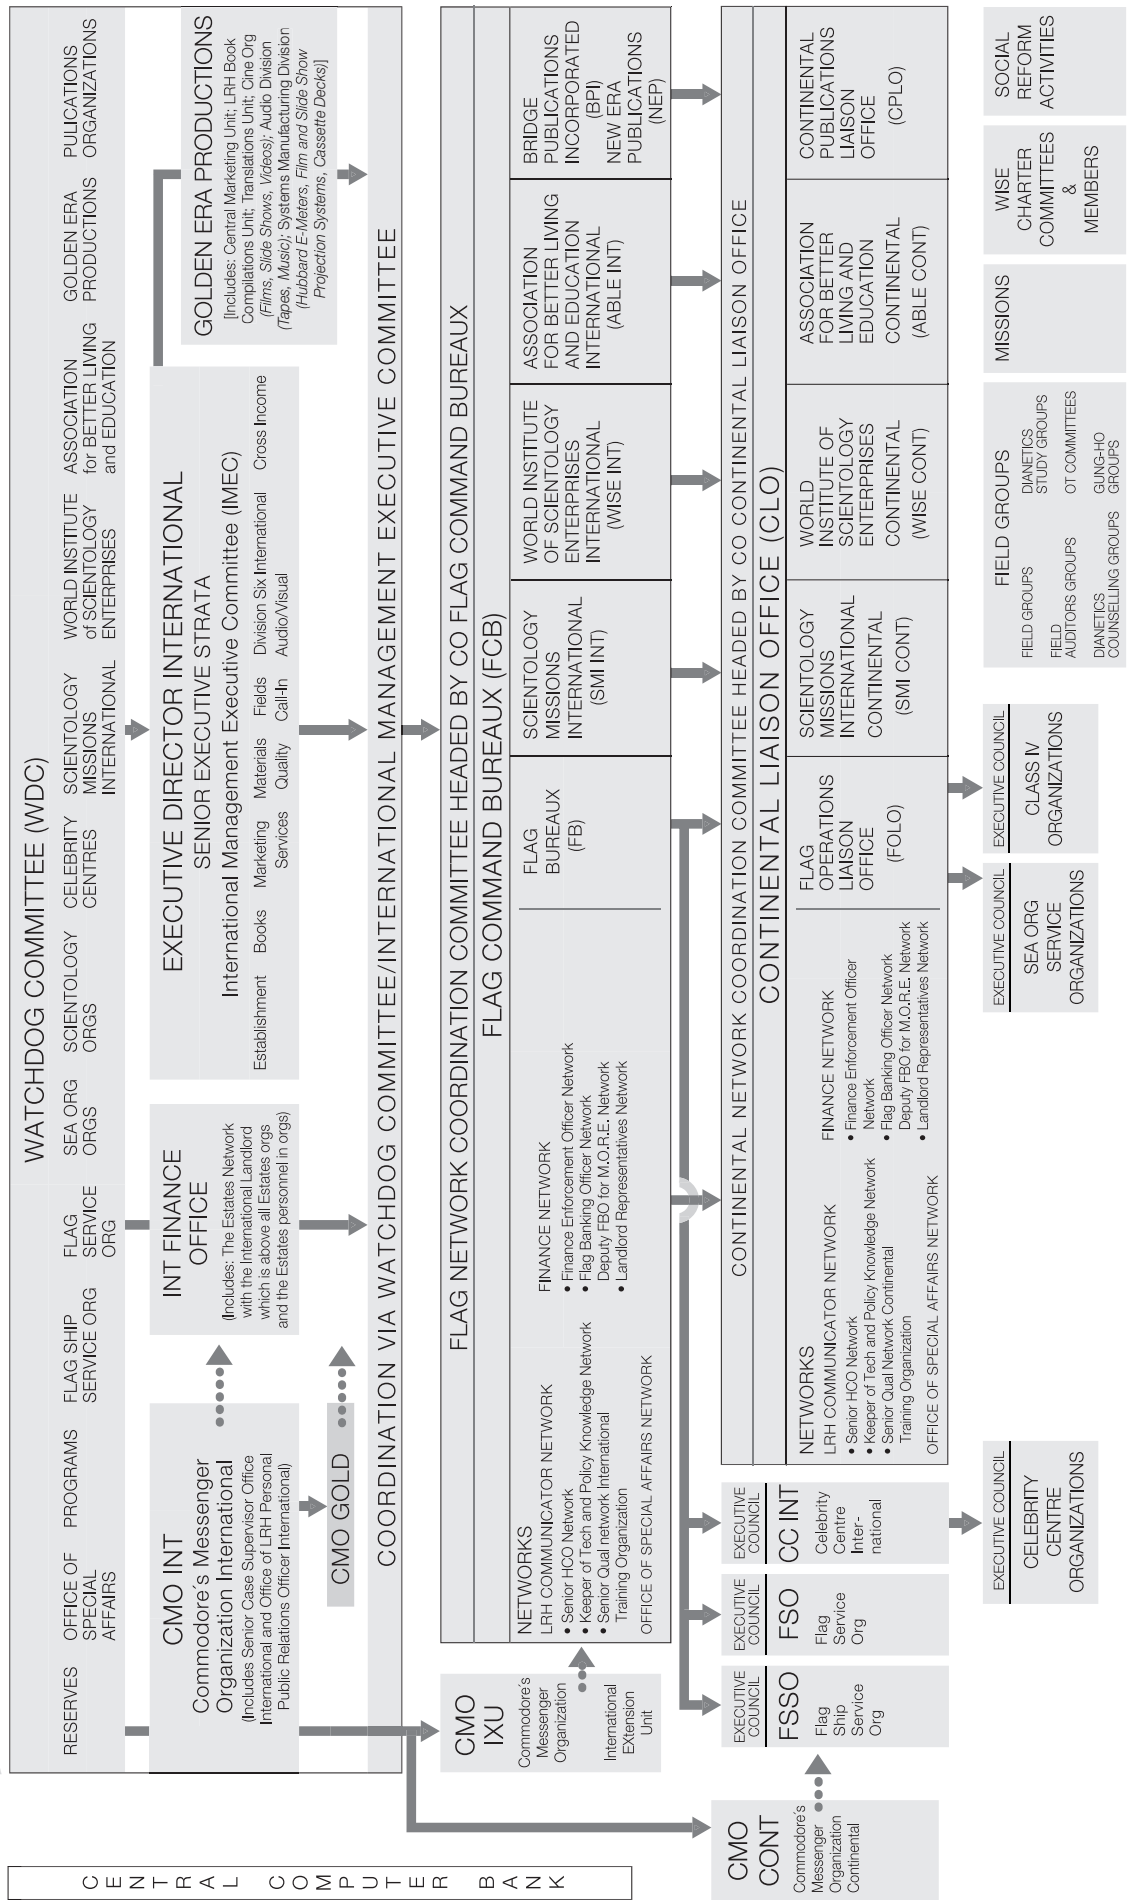 WATCHDOG COMMITTEE (WDC)
RESERVES
OFFICE OF
SPECIAL
AFFAIRS
PROGRAMS
FLAG SHIP
SERVICE ORG
FLAG
SERVICE
ORG
SEA ORG
ORGS
SCIENTOLOGY
ORGS
CELEBRITY
CENTRES
SCIENTOLOGY
MISSIONS
INTERNATIONAL
WORLD INSTITUTE
of SCIENTOLOGY
ENTERPRISES
ASSOCIATION
for BETTER LIVING
and EDUCATION
GOLDEN ERA
PRODUCTIONS
PULICATIONS
ORGANIZATIONS
CMO INT
Commodore´s Messenger
Organization International
(Includes Senior Case Supervisor Office
International and Office of LRH Personal
Public Relations Officer International)
CMO GOLD
INT FINANCE
OFFICE
(Includes: The Estates Network
with the International Landlord
which is above all Estates orgs
and the Estates personnel in orgs)
EXECUTIVE DIRECTOR INTERNATIONAL
SENIOR EXECUTIVE STRATA
International Management Executive Committee (IMEC)
Establishment Books Marketing Materials Fields Division Six International Cross Income
Services Quality Call-In Audio/Visual
GOLDEN ERA PRODUCTIONS
[Includes: Central Marketing Unit; LRH Book
Compilations Unit; Translations Unit; Cine Org
(Films, Slide Shows, Videos); Audio Division
(Tapes, Music); Systems Manufacturing Division
(Hubbard E-Meters, Film and Slide Show
Projection Systems, Cassette Decks)]
COORDINATION VIA WATCHDOG COMMITTEE/INTERNATIONAL MANAGEMENT EXECUTIVE COMMITTEE
CMO
IXU
Commodore´s
Messenger
Organization
International
EXtension
Unit
FLAG NETWORK COORDINATION COMMITTEE HEADED BY CO FLAG COMMAND BUREAUX
FLAG COMMAND BUREAUX (FCB)
NETWORKS
LRH COMMUNICATOR NETWORK
• Senior HCO Network
• Keeper of Tech and Policy Knowledge Network
• Senior Qual network International
Training Organization
OFFICE OF SPECIAL AFFAIRS NETWORK
FINANCE NETWORK
• Finance Enforcement Officer Network
• Flag Banking Officer Network
Deputy FBO for M.O.R.E. Network
• Landlord Representatives Network
FLAG
BUREAUX
(FB)
SCIENTOLOGY
MISSIONS
INTERNATIONAL
(SMI INT)
WORLD INSTITUTE
OF SCIENTOLOGY
ENTERPRISES
INTERNATIONAL
(WISE INT)
ASSOCIATION
FOR BETTER LIVING
AND EDUCATION
INTERNATIONAL
(ABLE INT)
BRIDGE
PUBLICATIONS
INCORPORATED
(BPI)
NEW ERA
PUBLICATIONS
(NEP)
CMO
CONT
Commodore´s
Messenger
Organization
Continental
EXECUTIVE
COUNCIL
FSSO
Flag
Ship
Service
Org
EXECUTIVE
COUNCIL
FSO
Flag
Service
Org
EXECUTIVE
COUNCIL
CC INT
Celebrity
Centre
Inter-
national
CONTINENTAL NETWORK COORDINATION COMMITTEE HEADED BY CO CONTINENTAL LIAISON OFFICE
CONTINENTAL LIAISON OFFICE (CLO)
NETWORKS
LRH COMMUNICATOR NETWORK
• Senior HCO Network
• Keeper of Tech and Policy Knowledge Network
• Senior Qual Network Continental
Training Organization
OFFICE OF SPECIAL AFFAIRS NETWORK
FINANCE NETWORK
• Finance Enforcement Officer
Network
• Flag Banking Officer Network
Deputy FBO for M.O.R.E. Network
• Landlord Representatives Network
FLAG
OPERATIONS
LIAISON
OFFICE
(FOLO)
SCIENTOLOGY
MISSIONS
INTERNATIONAL
CONTINENTAL
(SMI CONT)
WORLD
INSTITUTE OF
SCIENTOLOGY
ENTERPRISES
CONTINENTAL
(WISE CONT)
ASSOCIATION
FOR BETTER
LIVING AND
EDUCATION
CONTINENTAL
(ABLE CONT)
CONTINENTAL
PUBLICATIONS
LIAISON
OFFICE
(CPLO)
EXECUTIVE COUNCIL
CELEBRITY
CENTRE
ORGANIZATIONS
EXECUTIVE COUNCIL
SEA ORG
SERVICE
ORGANIZATIONS
EXECUTIVE COUNCIL
CLASS IV
ORGANIZATIONS
FIELD GROUPS
FIELD GROUPS
FIELD
AUDITORS GROUPS
DIANETICS
COUNSELLING GROUPS
DIANETICS
STUDY GROUPS
OT COMMITTEES
GUNG-HO
GROUPS
MISSIONS
WISE
CHARTER
COMMITTEES
&
MEMBERS
SOCIAL
REFORM
ACTIVITIES
CENTRAL COMPUTER BANK